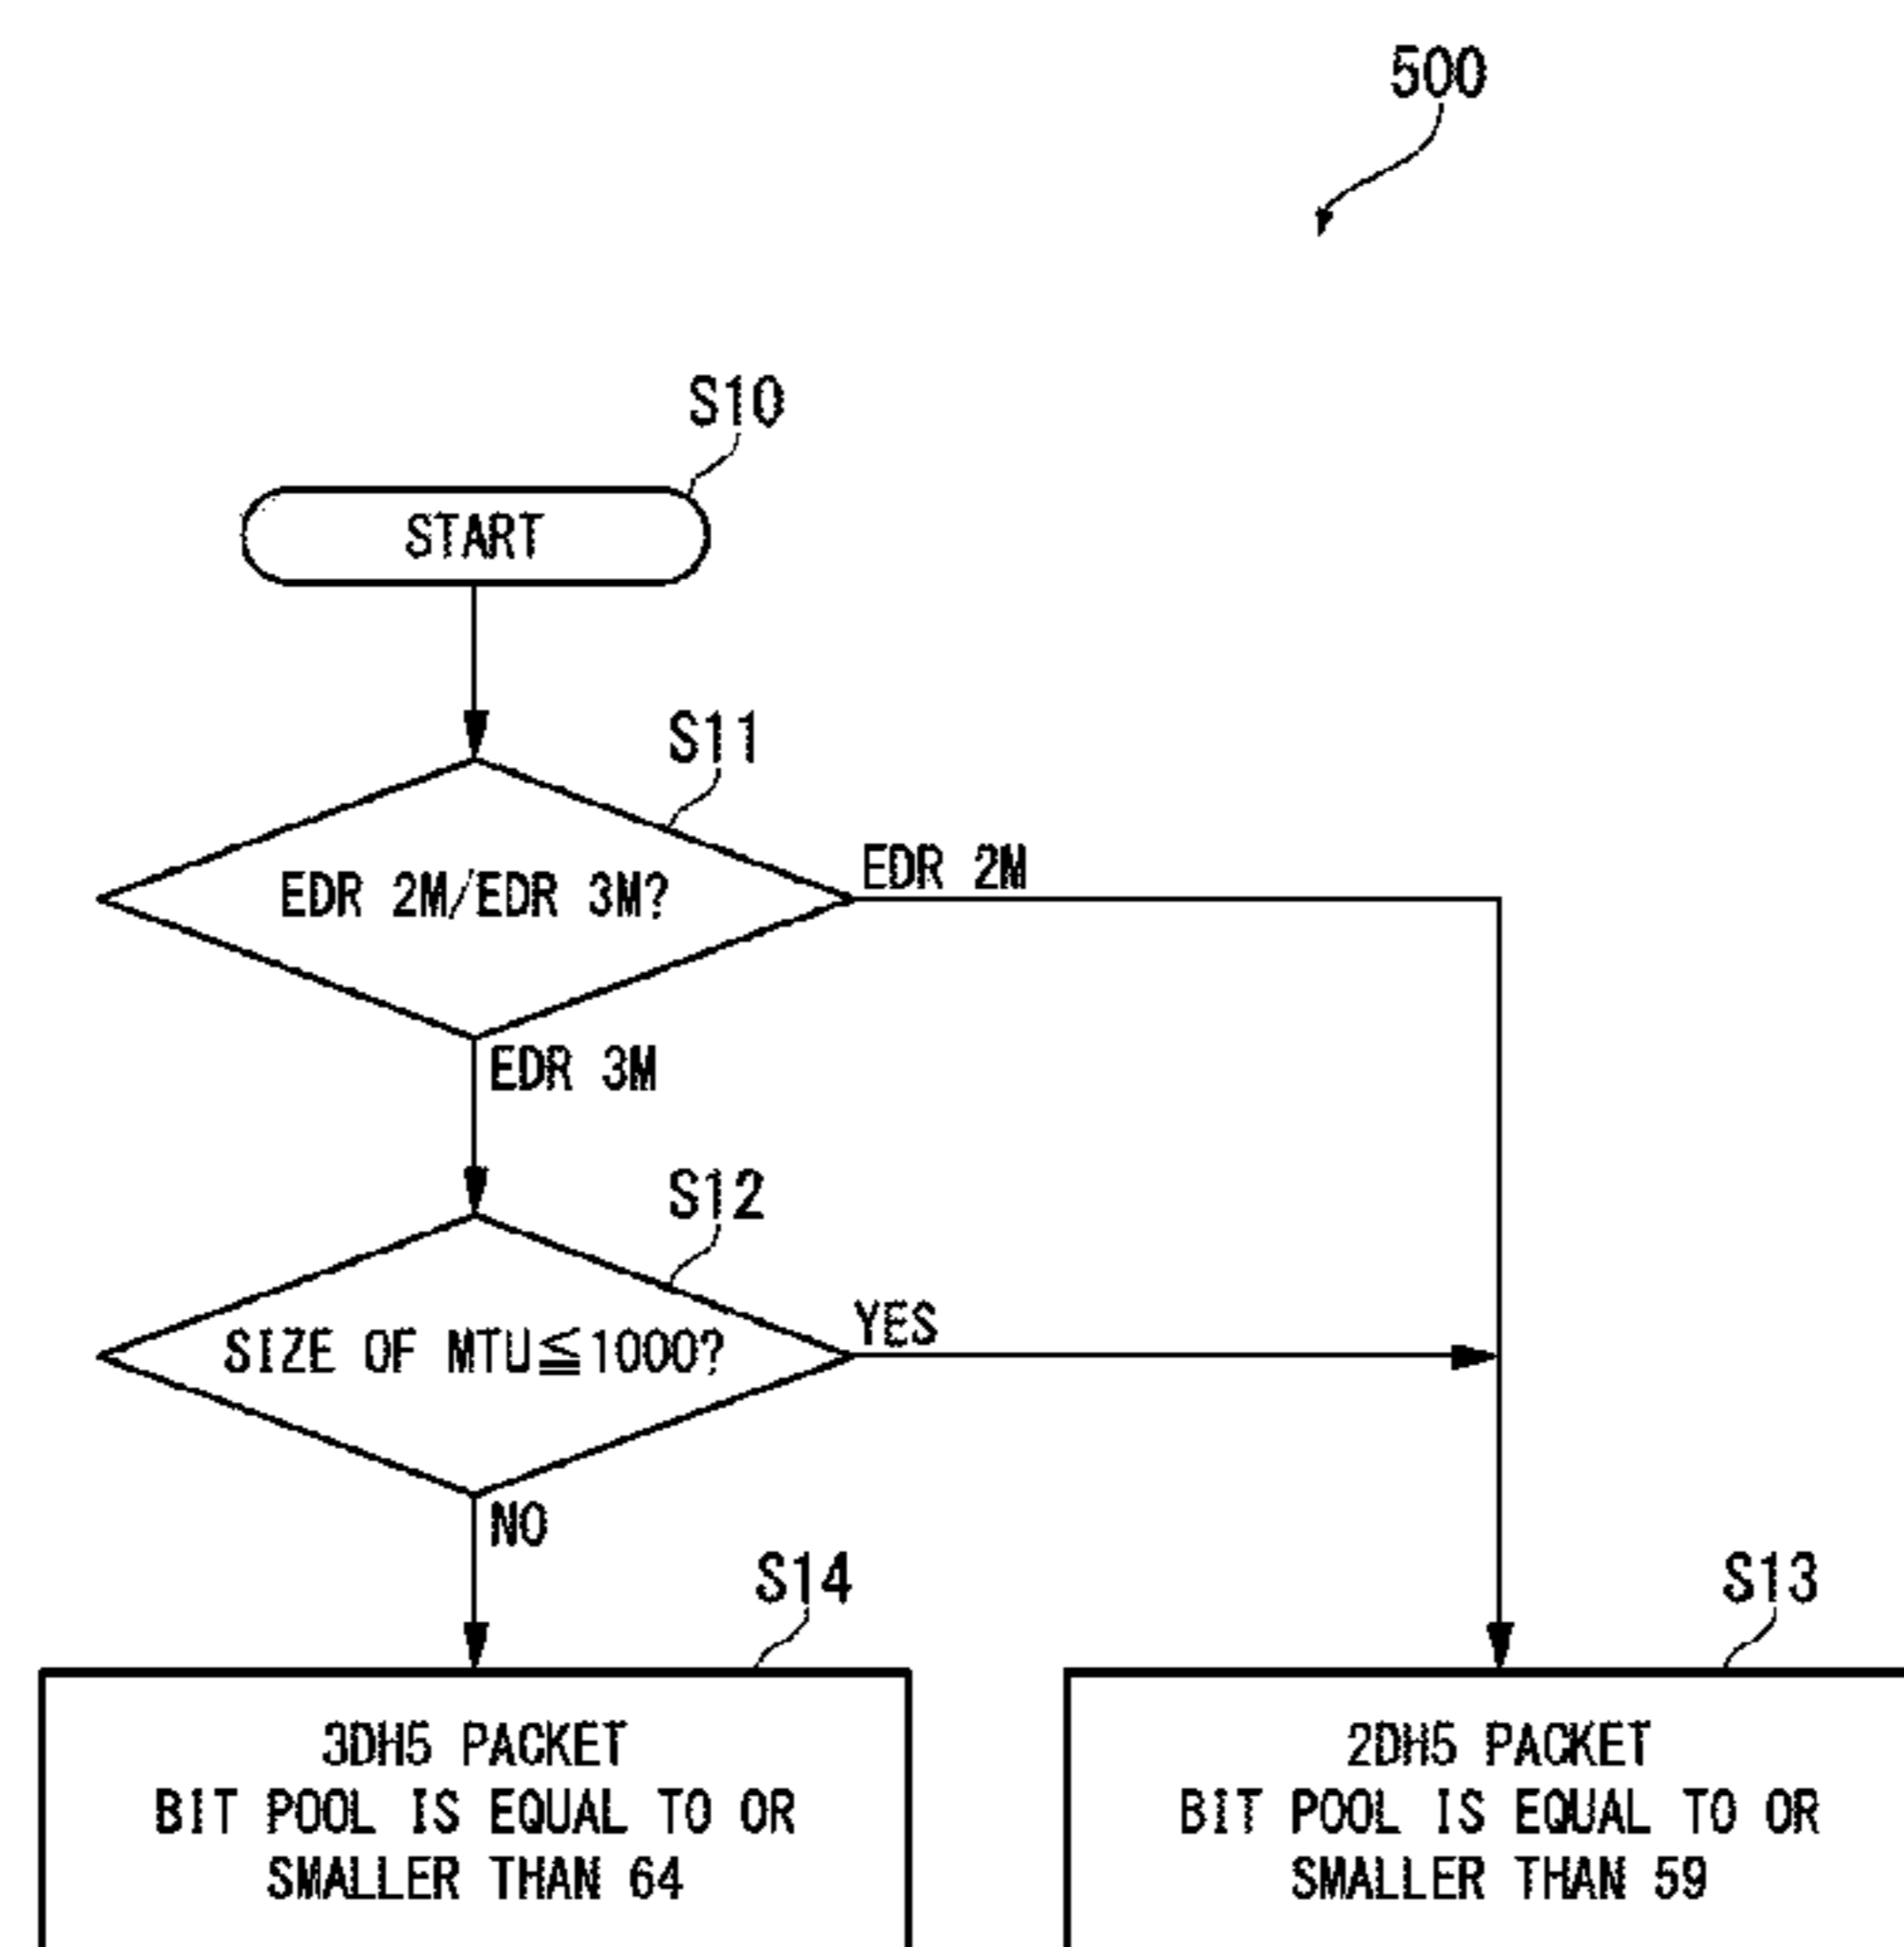 500
S10
START
S11
EDR 2M/EDR 3M?
EDR 2M
EDR 3M
S12
SIZE OF MTU≦1000?
YES
NO
S14
3DH5 PACKET
BIT POOL IS EQUAL TO OR
SMALLER THAN 64
S13
2DH5 PACKET
BIT POOL IS EQUAL TO OR
SMALLER THAN 59